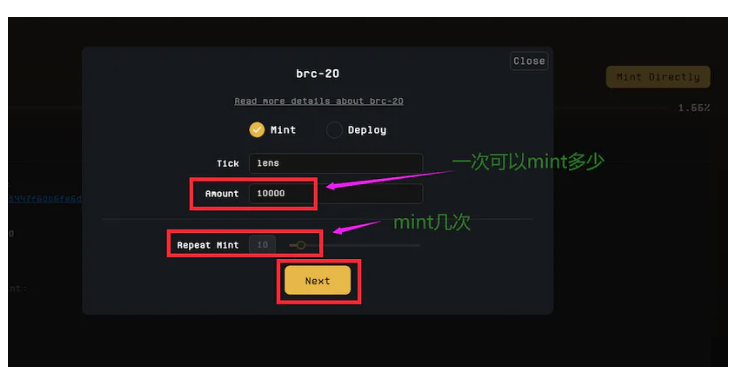 Close
brc-20
Mint Directly
Read more details about brc-20
1.66%
Mint Deploy
Tick lens
一次可以mint多少
Amount 10000
mint几次
Repeat Mint 10
Next